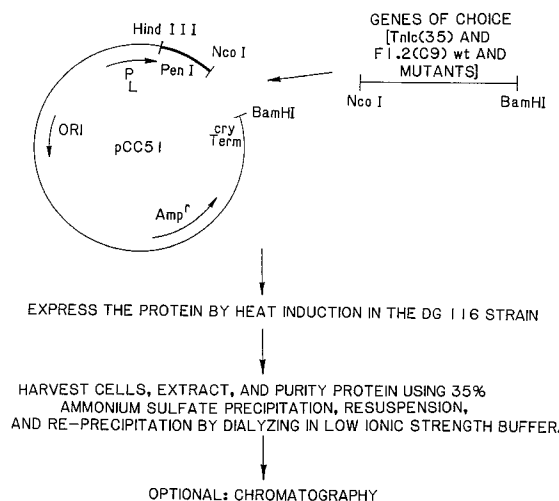 Hind III
Nco I
P
L
Pen I
GENES OF CHOICE
[TnIc(35) AND
F1.2(C9) wt AND
MUTANTS]
Nco I
BamHI
BamHI
cry
Term
ORI
pCC51
Amp r
EXPRESS THE PROTEIN BY HEAT INDUCTION IN THE DG 116 STRAIN
HARVEST CELLS, EXTRACT, AND PURITY PROTEIN USING 35%
AMMONIUM SULFATE PRECIPITATION, RESUSPENSION,
AND RE-PRECIPITATION BY DIALYZING IN LOW IONIC STRENGTH BUFFER.
OPTIONAL: CHROMATOGRAPHY